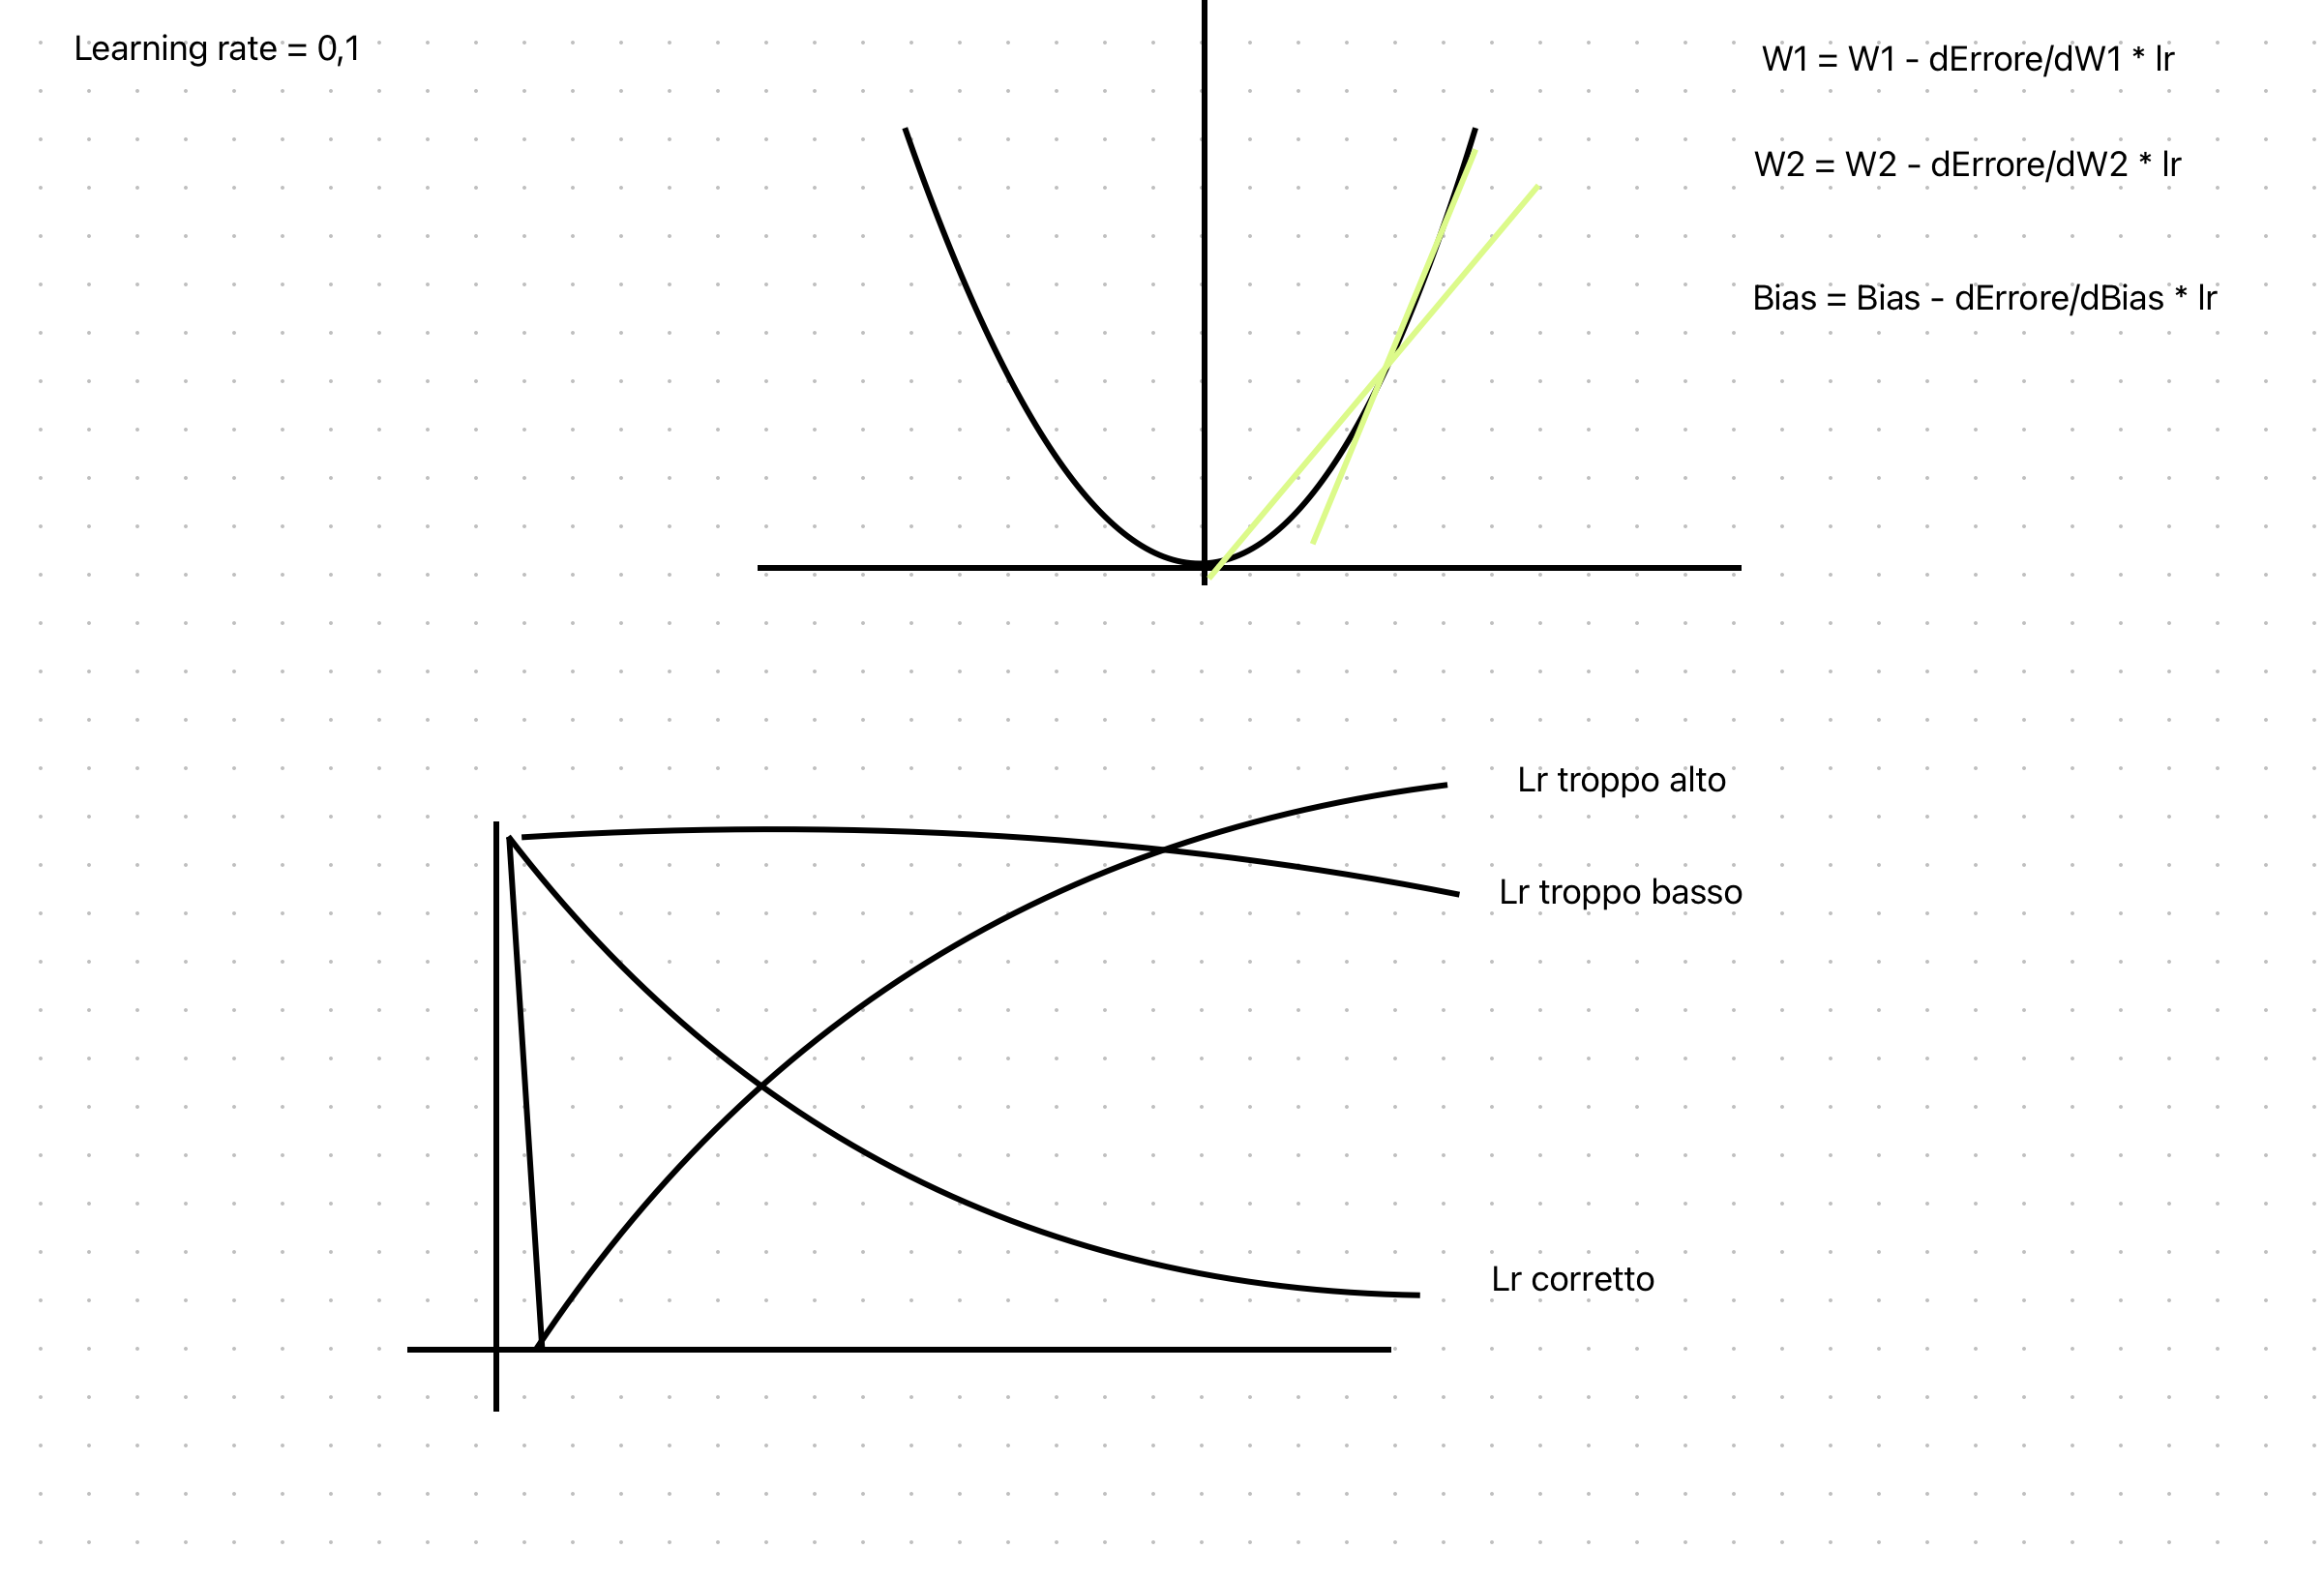 Learning rate = 0,1
W1 = W1 - dErrore/dW1 * lr
W2 = W2 - dErrore/dW2 * lr
Bias = Bias - dErrore/dBias * lr
Lr troppo alto
Lr troppo basso
Lr corretto